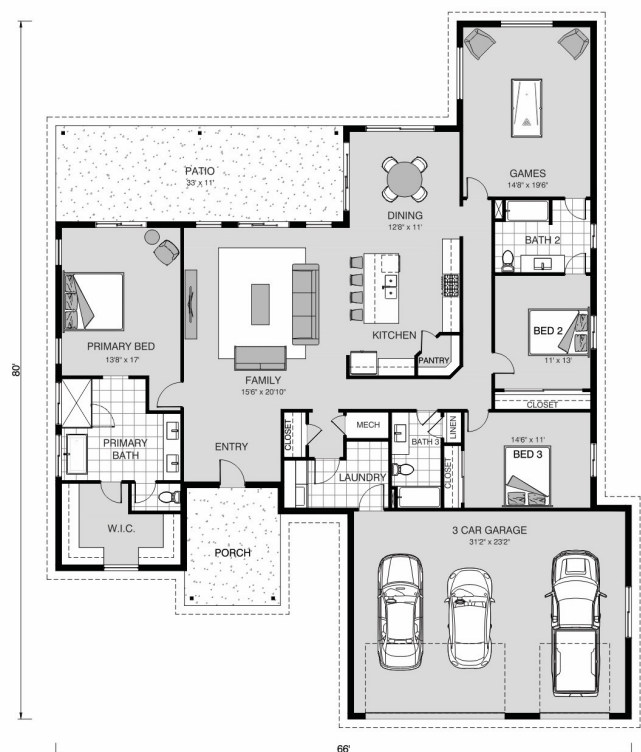 PATIO
33' x 11'
GAMES
14'8" x 19'6"
DINING
12'8" x 11'
BATH 2
PRIMARY BED
13'8" x 17'
FAMILY
15'6" x 20'10"
KITCHEN
PANTRY
BED 2
11' x 13'
CLOSET
80'
PRIMARY
BATH
ENTRY
CLOSET
MECH
BATH 3
LINEN
14'6" x 11'
BED 3
LAUNDRY
CLOSET
W.I.C.
PORCH
3 CAR GARAGE
31'2" x 23'2"
66'